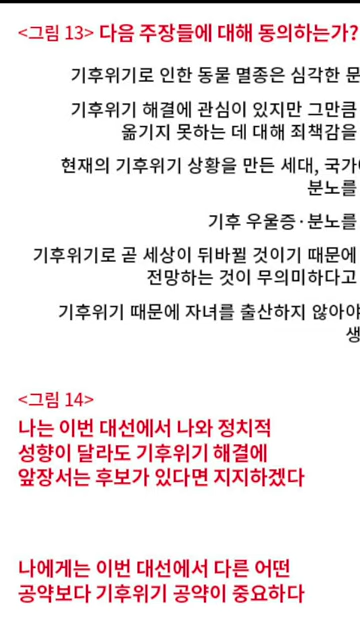 <그림 13> 다음 주장들에 대해 동의하는가?
기후위기로 인한 동물 멸종은 심각한 문
기후위기 해결에 관심이 있지만 그만큼
옮기지 못하는 데 대해 죄책감을
현재의 기후위기 상황을 만든 세대, 국가
분노를
기후 우울증·분노를
기후위기로 곧 세상이 뒤바뀔 것이기 때문에
전망하는 것이 무의미하다고
기후위기 때문에 자녀를 출산하지 않아야
생
<그림 14>
나는 이번 대선에서 나와 정치적
성향이 달라도 기후위기 해결에
앞장서는 후보가 있다면 지지하겠다
나에게는 이번 대선에서 다른 어떤
공약보다 기후위기 공약이 중요하다